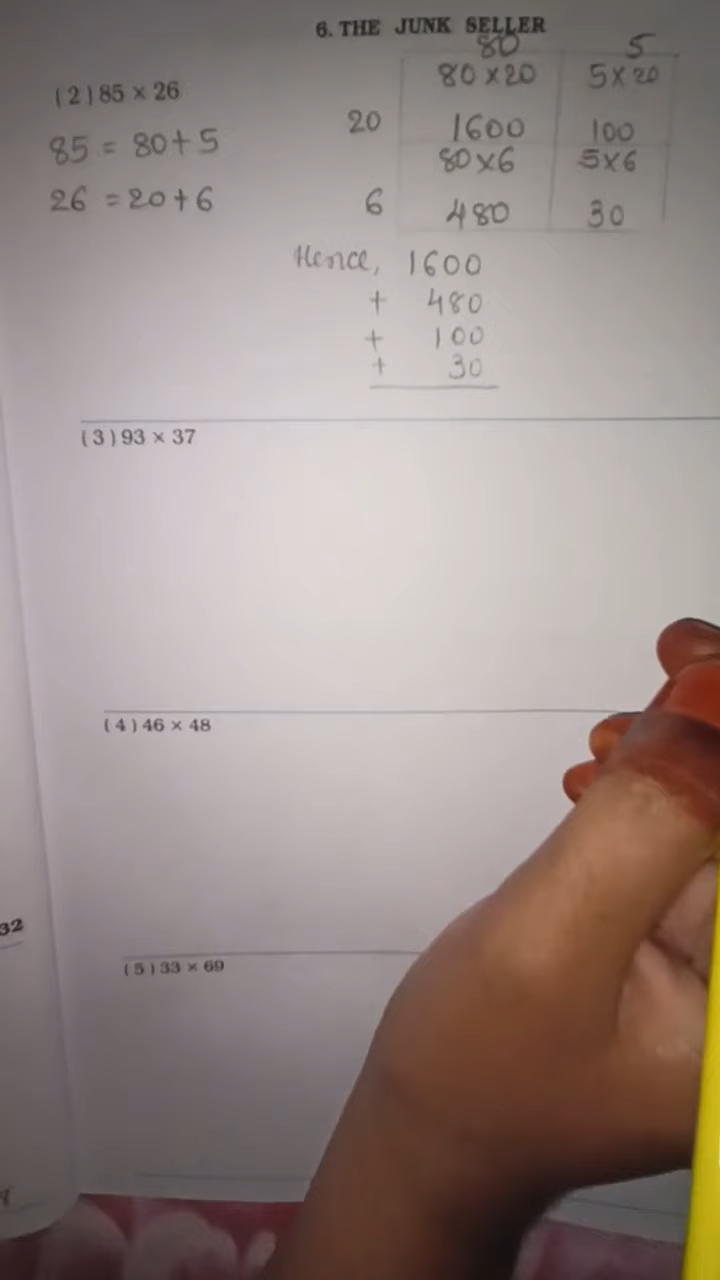 6. THE JUNK SELLER
(2) 85 × 26
85 = 80 + 5
26 = 20 + 6
80 5
80 × 20 5 × 20
20 1600 100
80 × 6 5 × 6
6 480 30
Hence, 1600
+ 480
+ 100
+ 30
(3) 93 × 37
(4) 46 × 48
(5) 33 × 69
32